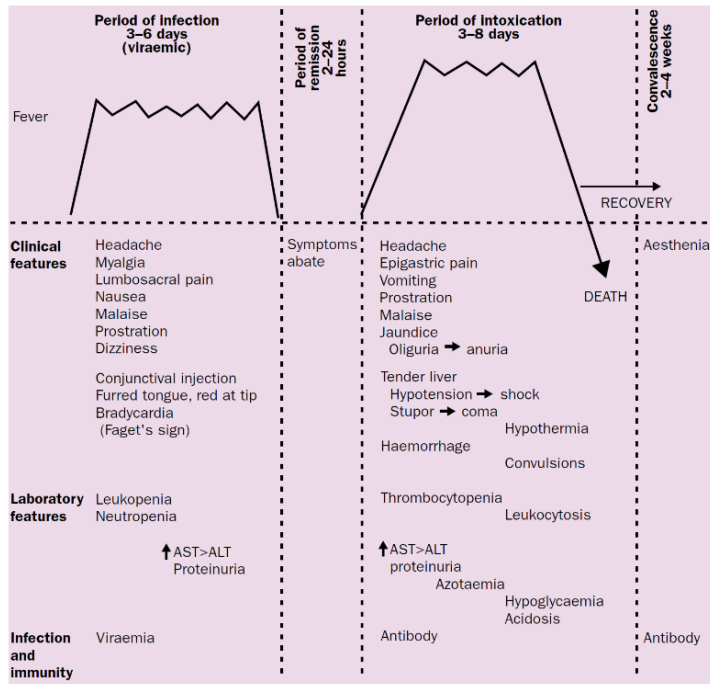 Period of infection
3–6 days
(viraemic)
Period of
remission
2–24
hours
Period of intoxication
3–8 days
Convalescence
2–4 weeks
Fever
RECOVERY
DEATH
Clinical
features
Headache
Myalgia
Lumbosacral pain
Nausea
Malaise
Prostration
Dizziness
Conjunctival injection
Furred tongue, red at tip
Bradycardia
(Faget's sign)
Symptoms
abate
Headache
Epigastric pain
Vomiting
Prostration
Malaise
Jaundice
Oliguria → anuria
Tender liver
Hypotension → shock
Stupor → coma
Hypothermia
Haemorrhage
Convulsions
Aesthenia
Laboratory
features
Leukopenia
Neutropenia
↑ AST>ALT
Proteinuria
Thrombocytopenia
Leukocytosis
↑ AST>ALT
proteinuria
Azotaemia
Hypoglycaemia
Acidosis
Infection
and
immunity
Viraemia
Antibody
Antibody